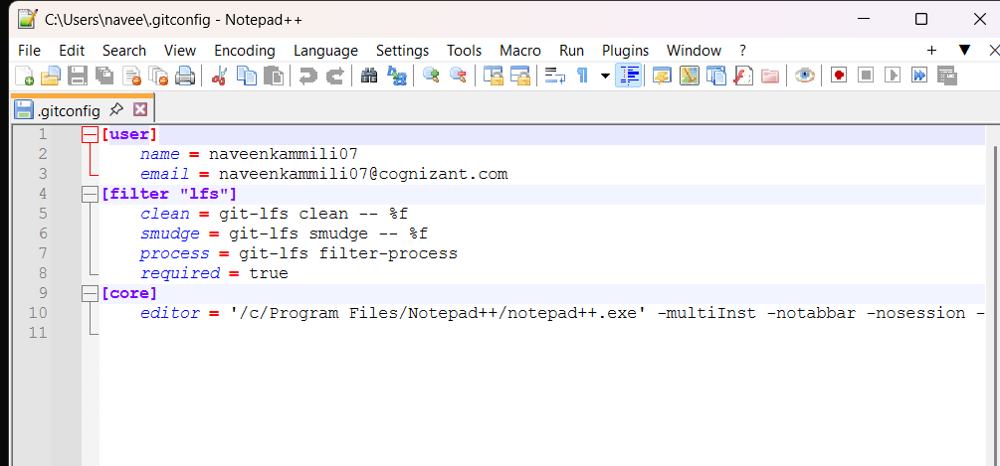 C:\Users\navee\.gitconfig - Notepad++
File Edit Search View Encoding Language Settings Tools Macro Run Plugins Window ?
.gitconfig
1 [user]
2 name = naveenkammili07
3 email = naveenkammili07@cognizant.com
4 [filter "lfs"]
5 clean = git-lfs clean -- %f
6 smudge = git-lfs smudge -- %f
7 process = git-lfs filter-process
8 required = true
9 [core]
10 editor = '/c/Program Files/Notepad++/notepad++.exe' -multiInst -notabbar -nosession -
11